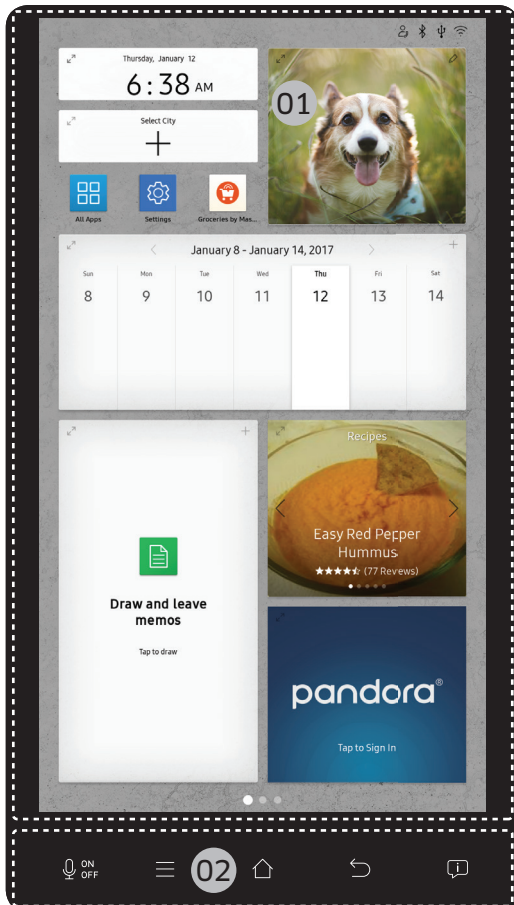 Thursday, January 12
6:38 AM
01
Select City
All Apps
Settings
Groceries by Mas...
January 8 - January 14, 2017
Sun Mon Tue Wed Thu Fri Sat
8 9 10 11 12 13 14
Recipes
Easy Red Pepper
Hummus
(77 Reviews)
Draw and leave
memos
Tap to draw
pandora®
Tap to Sign In
ON
OFF
02